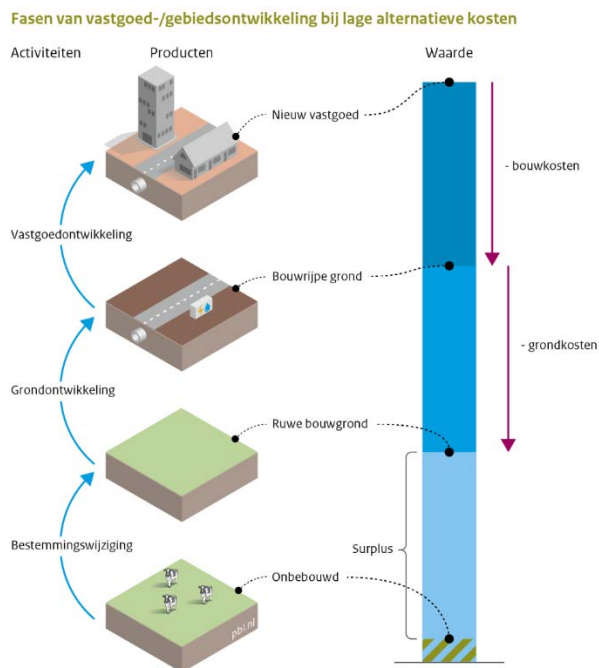 Fasen van vastgoed-/gebiedsontwikkeling bij lage alternatieve kosten
Activiteiten
Producten
Waarde
Nieuw vastgoed
- bouwkosten
Vastgoedontwikkeling
Bouwrijpe grond
- grondkosten
Grondontwikkeling
Ruwe bouwgrond
Surplus
Bestemmingswijziging
Onbebouwd
pbl.nl